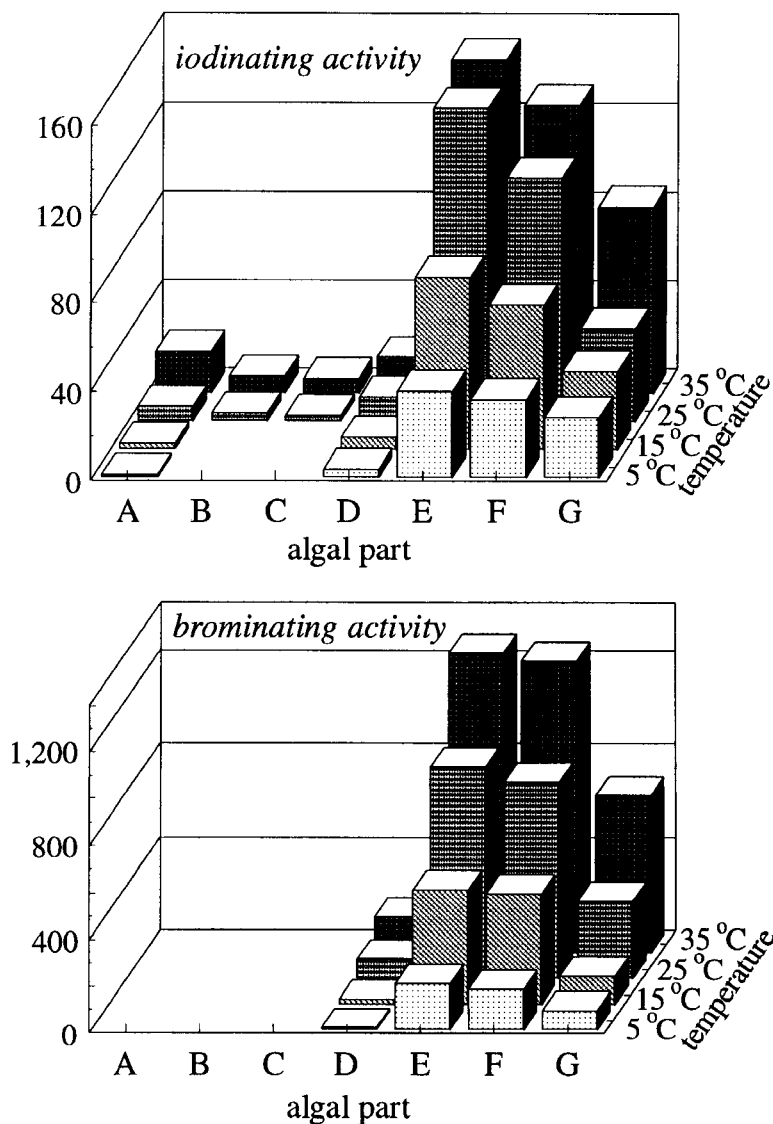 iodinating activity
160
120
80
40
0
A B C D E F G
algal part
35 °C
25 °C
15 °C
5 °C
temperature
brominating activity
1,200
800
400
0
A B C D E F G
algal part
35 °C
25 °C
15 °C
5 °C
temperature